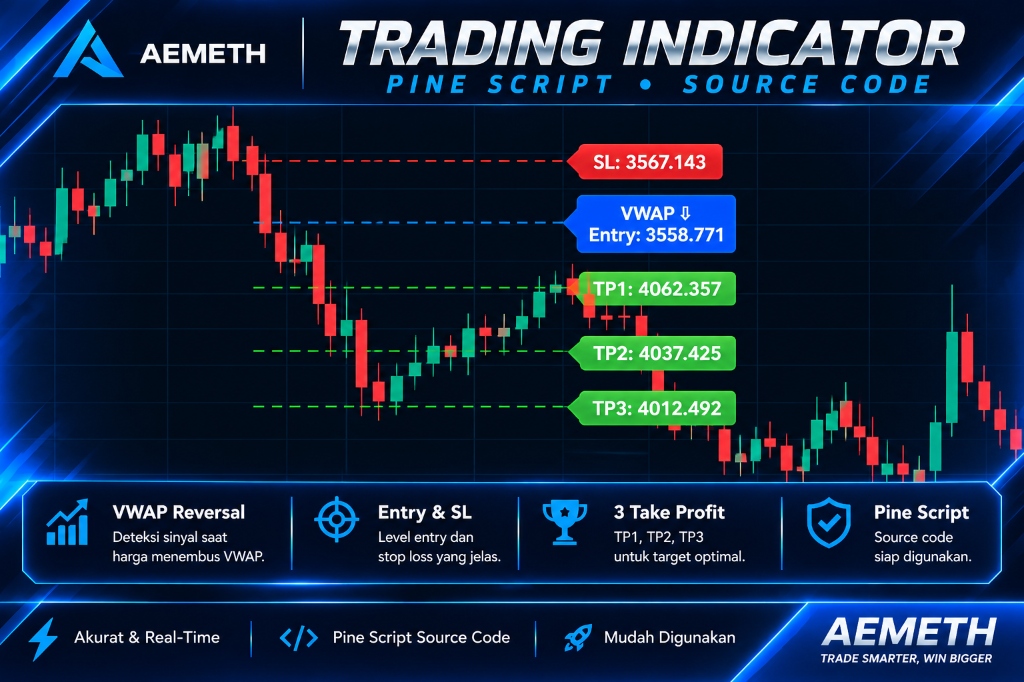 AEMETH
TRADING INDICATOR
PINE SCRIPT • SOURCE CODE
SL: 3567.143
VWAP ⇩
Entry: 3558.771
TP1: 4062.357
TP2: 4037.425
TP3: 4012.492
VWAP Reversal
Deteksi sinyal saat
harga menembus VWAP.
Entry & SL
Level entry dan
stop loss yang jelas.
3 Take Profit
TP1, TP2, TP3
untuk target optimal.
Pine Script
Source code
siap digunakan.
Akurat & Real-Time
</> Pine Script Source Code
Mudah Digunakan
AEMETH
TRADE SMARTER, WIN BIGGER